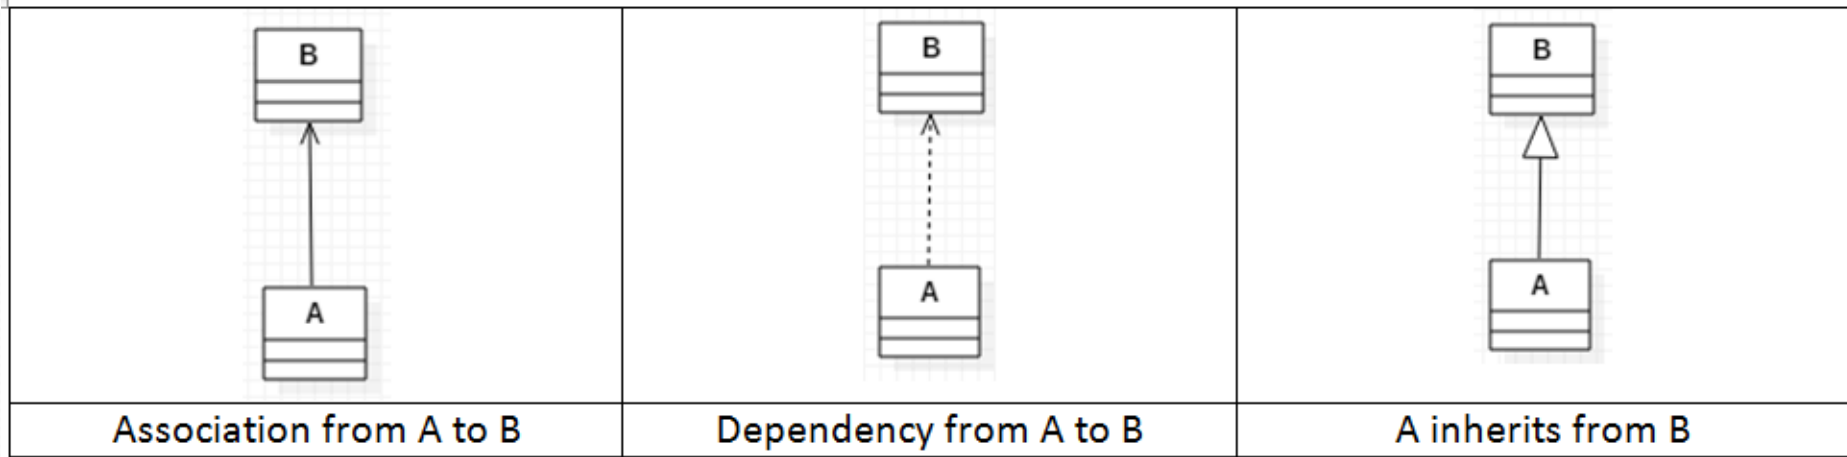 B
A
B
A
B
A
Association from A to B
Dependency from A to B
A inherits from B